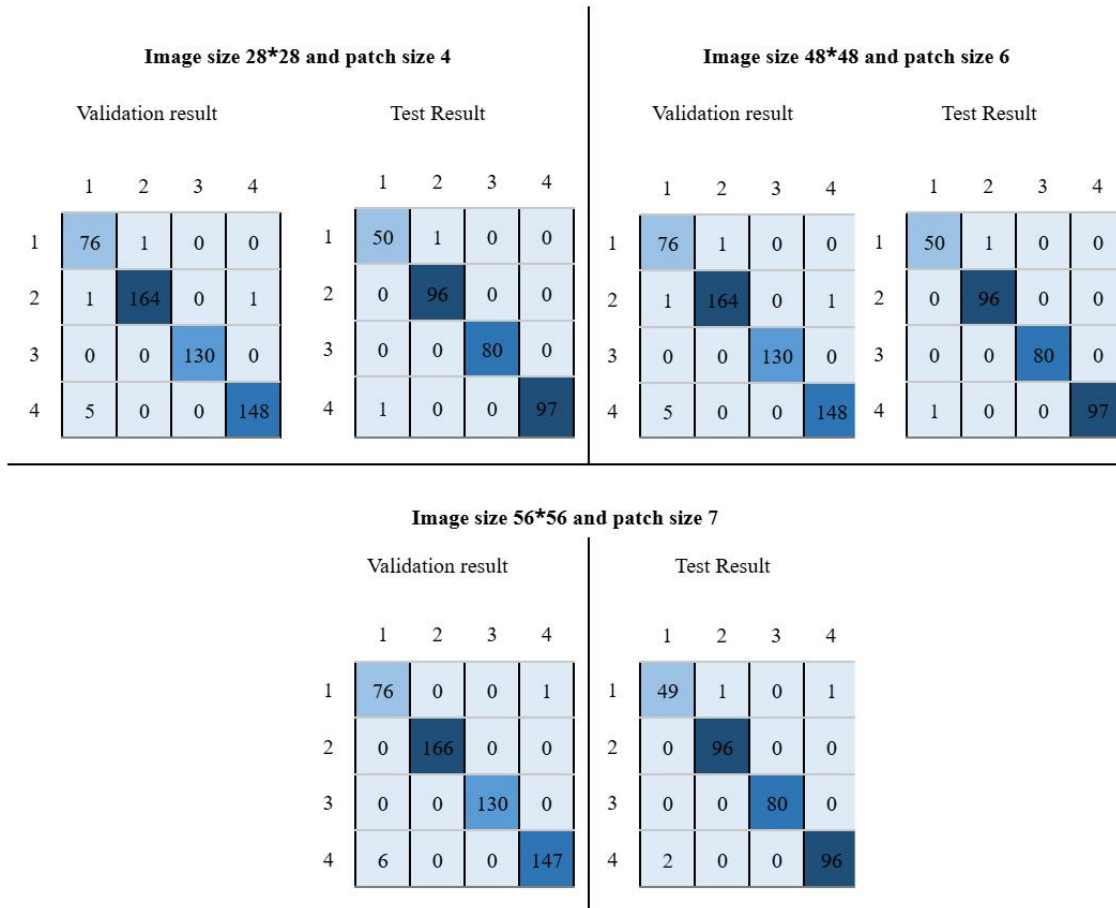 Image size 28*28 and patch size 4
Validation result
1 2 3 4
1 76 1 0 0
2 1 164 0 1
3 0 0 130 0
4 5 0 0 148
Test Result
1 2 3 4
1 50 1 0 0
2 0 96 0 0
3 0 0 80 0
4 1 0 0 97
Image size 48*48 and patch size 6
Validation result
1 2 3 4
1 76 1 0 0
2 1 164 0 1
3 0 0 130 0
4 5 0 0 148
Test Result
1 2 3 4
1 50 1 0 0
2 0 96 0 0
3 0 0 80 0
4 1 0 0 97
Image size 56*56 and patch size 7
Validation result
1 2 3 4
1 76 0 0 1
2 0 166 0 0
3 0 0 130 0
4 6 0 0 147
Test Result
1 2 3 4
1 49 1 0 1
2 0 96 0 0
3 0 0 80 0
4 2 0 0 96